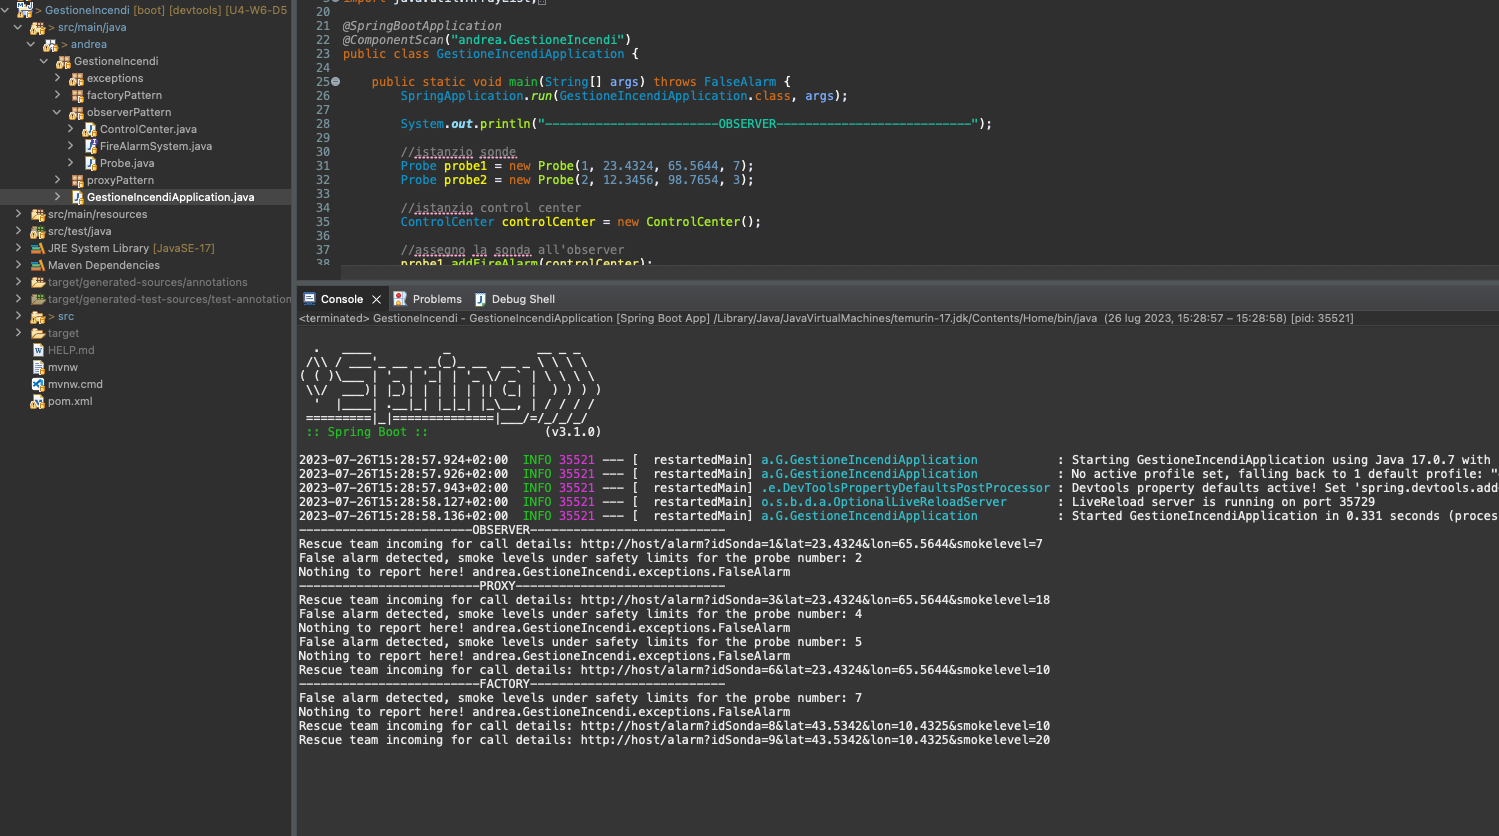 GestioneIncendi [boot] [devtools] [U4-W6-D5
src/main/java
andrea
GestioneIncendi
exceptions
factoryPattern
observerPattern
ControlCenter.java
FireAlarmSystem.java
Probe.java
proxyPattern
GestioneIncendiApplication.java
src/main/resources
src/test/java
JRE System Library [JavaSE-17]
Maven Dependencies
target/generated-sources/annotations
target/generated-test-sources/test-annotation
src
target
HELP.md
mvnw
mvnw.cmd
pom.xml
20
21 @SpringBootApplication
22 @ComponentScan("andrea.GestioneIncendi")
23 public class GestioneIncendiApplication {
24
25 public static void main(String[] args) throws FalseAlarm {
26 SpringApplication.run(GestioneIncendiApplication.class, args);
27
28 System.out.println("------------------------OBSERVER---------------------------");
29
30 //istanzio sonde
31 Probe probe1 = new Probe(1, 23.4324, 65.5644, 7);
32 Probe probe2 = new Probe(2, 12.3456, 98.7654, 3);
33
34 //istanzio control center
35 ControlCenter controlCenter = new ControlCenter();
36
37 //assegno la sonda all'observer
38 probe1.addFireAlarm(controlCenter);
Console Problems Debug Shell
<terminated> GestioneIncendi - GestioneIncendiApplication [Spring Boot App] /Library/Java/JavaVirtualMachines/temurin-17.jdk/Contents/Home/bin/java (26 lug 2023, 15:28:57 – 15:28:58) [pid: 35521]
:: Spring Boot :: (v3.1.0)
2023-07-26T15:28:57.924+02:00 INFO 35521 --- [ restartedMain] a.G.GestioneIncendiApplication : Starting GestioneIncendiApplication using Java 17.0.7 with
2023-07-26T15:28:57.926+02:00 INFO 35521 --- [ restartedMain] a.G.GestioneIncendiApplication : No active profile set, falling back to 1 default profile: "
2023-07-26T15:28:57.943+02:00 INFO 35521 --- [ restartedMain] .e.DevToolsPropertyDefaultsPostProcessor : Devtools property defaults active! Set 'spring.devtools.add
2023-07-26T15:28:58.127+02:00 INFO 35521 --- [ restartedMain] o.s.b.d.a.OptionalLiveReloadServer : LiveReload server is running on port 35729
2023-07-26T15:28:58.136+02:00 INFO 35521 --- [ restartedMain] a.G.GestioneIncendiApplication : Started GestioneIncendiApplication in 0.331 seconds (proces
------------------------OBSERVER---------------------------
Rescue team incoming for call details: http://host/alarm?idSonda=1&lat=23.4324&lon=65.5644&smokelevel=7
False alarm detected, smoke levels under safety limits for the probe number: 2
Nothing to report here! andrea.GestioneIncendi.exceptions.FalseAlarm
-------------------------PROXY-----------------------------
Rescue team incoming for call details: http://host/alarm?idSonda=3&lat=23.4324&lon=65.5644&smokelevel=18
False alarm detected, smoke levels under safety limits for the probe number: 4
Nothing to report here! andrea.GestioneIncendi.exceptions.FalseAlarm
False alarm detected, smoke levels under safety limits for the probe number: 5
Nothing to report here! andrea.GestioneIncendi.exceptions.FalseAlarm
Rescue team incoming for call details: http://host/alarm?idSonda=6&lat=23.4324&lon=65.5644&smokelevel=10
-------------------------FACTORY---------------------------
False alarm detected, smoke levels under safety limits for the probe number: 7
Nothing to report here! andrea.GestioneIncendi.exceptions.FalseAlarm
Rescue team incoming for call details: http://host/alarm?idSonda=8&lat=43.5342&lon=10.4325&smokelevel=10
Rescue team incoming for call details: http://host/alarm?idSonda=9&lat=43.5342&lon=10.4325&smokelevel=20